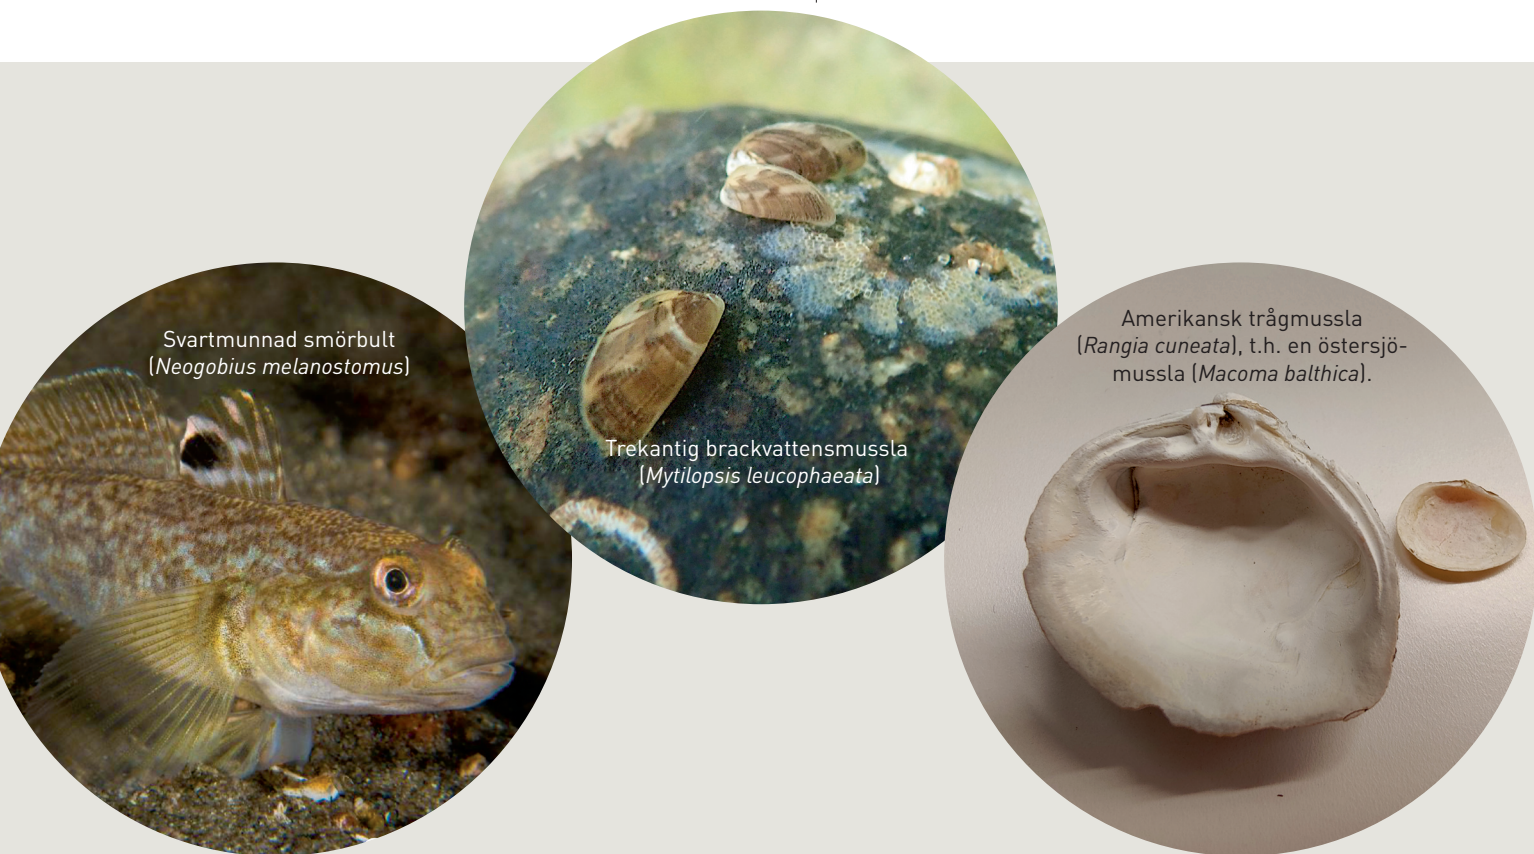 Svartmunnad smörbult
(Neogobius melanostomus)
Trekantig brackvattensmussla
(Mytilopsis leucophaeata)
Amerikansk trågmussla
(Rangia cuneata), t.h. en östersjö-
mussla (Macoma balthica).